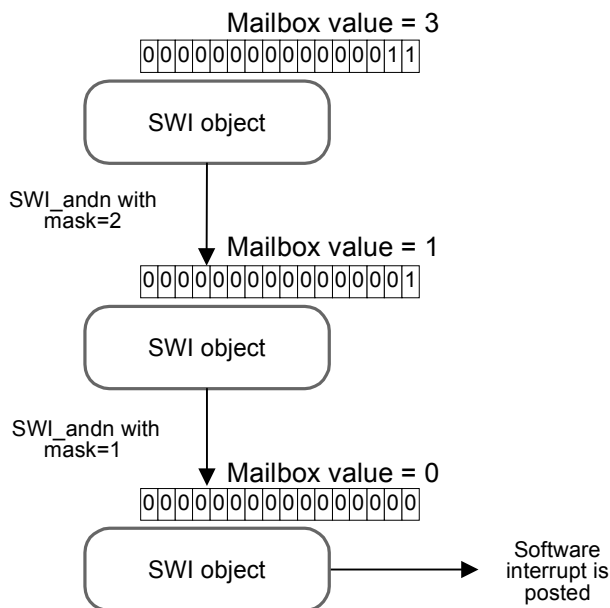 Mailbox value = 3
0000000000000011
SWI object
SWI_andn with
mask=2
Mailbox value = 1
0000000000000001
SWI object
SWI_andn with
mask=1
Mailbox value = 0
0000000000000000
SWI object
Software
interrupt is
posted